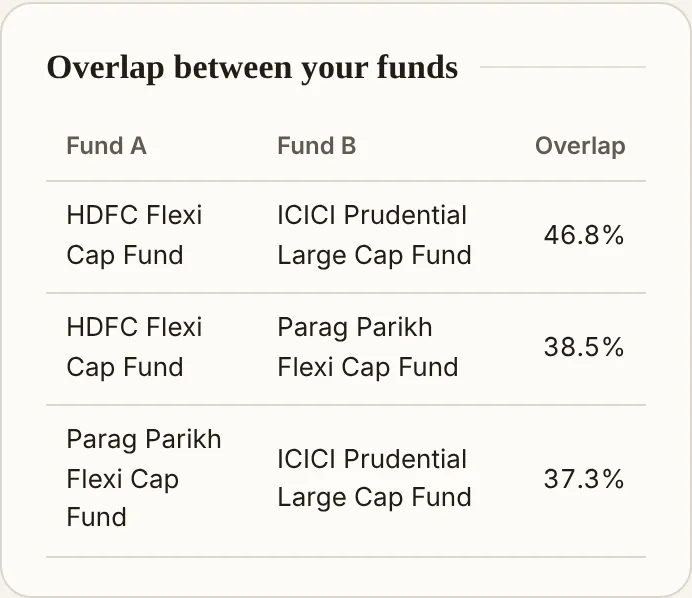 Overlap between your funds
Fund A Fund B Overlap
HDFC Flexi
Cap Fund
ICICI Prudential
Large Cap Fund
46.8%
HDFC Flexi
Cap Fund
Parag Parikh
Flexi Cap Fund
38.5%
Parag Parikh
Flexi Cap
Fund
ICICI Prudential
Large Cap Fund
37.3%